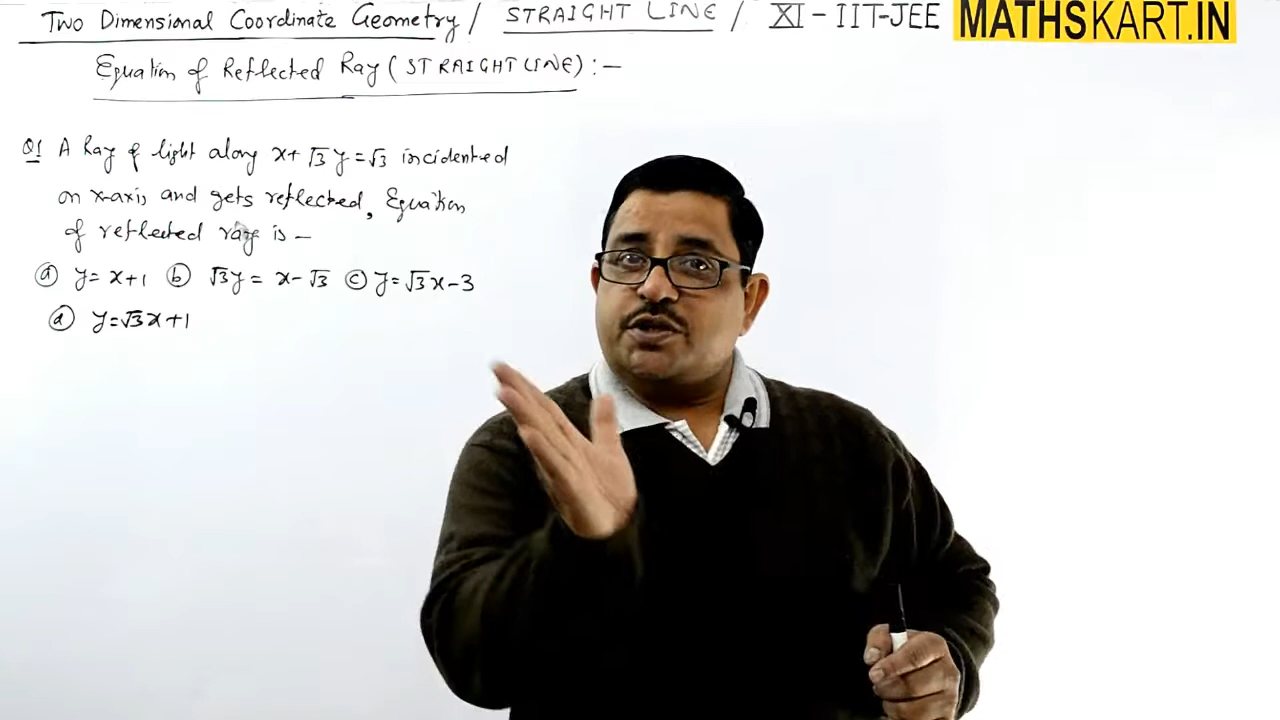 Two Dimensional Coordinate Geometry / STRAIGHT LINE / XI - IIT-JEE MATHSKART.IN
Equation of Reflected Ray (STRAIGHT LINE) :-
Q1 A Ray of light along x + √3 y = √3 incidented
on x-axis and gets reflected, Equation
of reflected ray is -
ⓐ y = x + 1 ⓑ √3y = x - √3 ⓒ y = √3x - 3
ⓓ y = √3x + 1